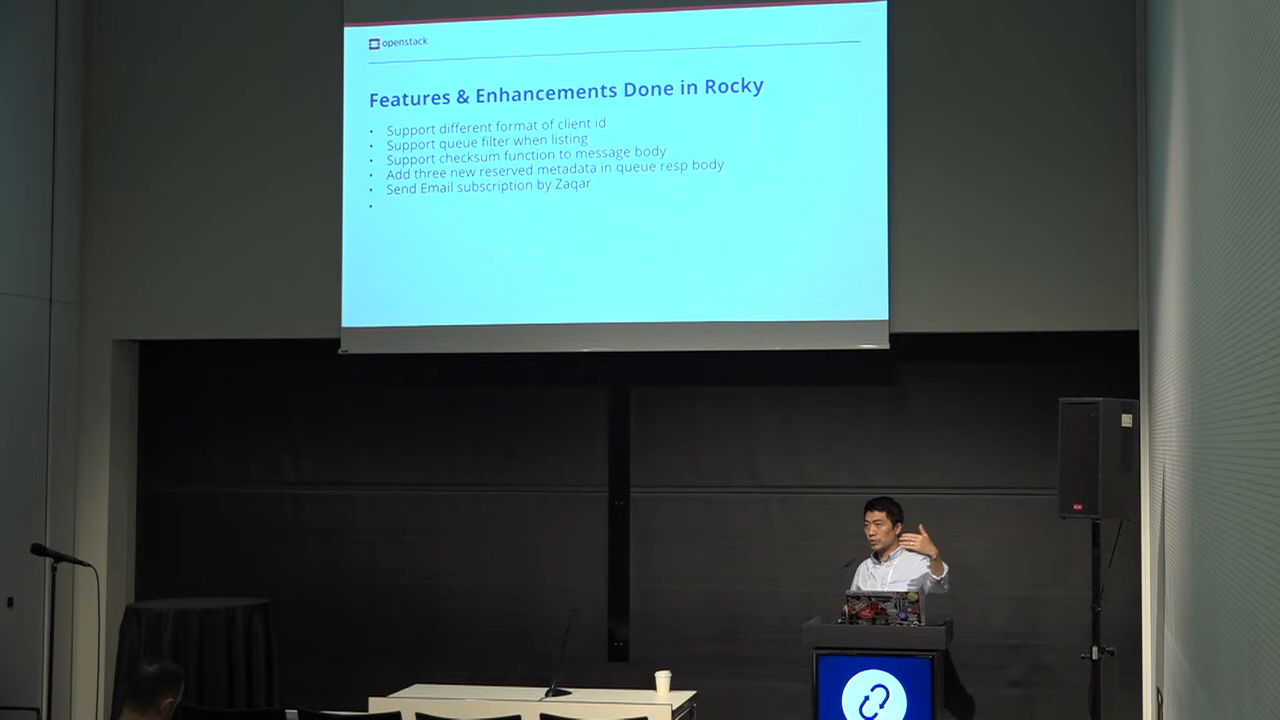 openstack
Features & Enhancements Done in Rocky
• Support different format of client id
• Support queue filter when listing
• Support checksum function to message body
• Add three new reserved metadata in queue resp body
• Send Email subscription by Zaqar
•